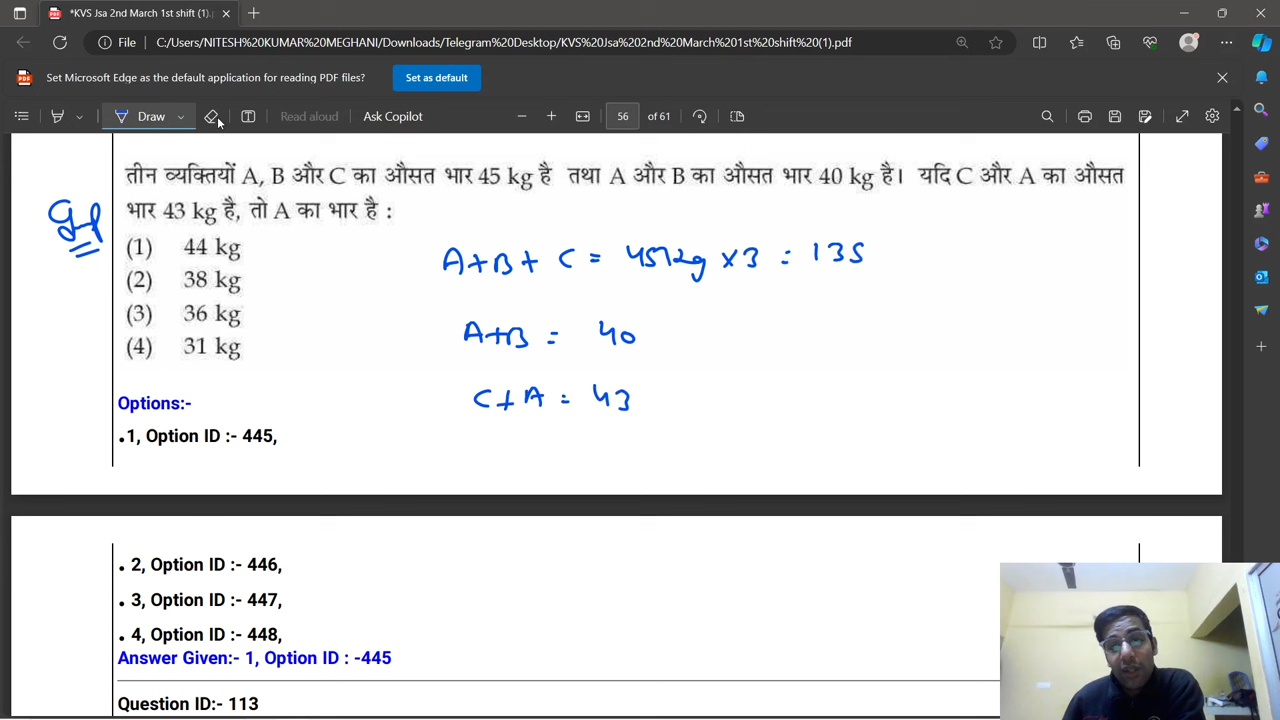 *KVS Jsa 2nd March 1st shift (1).p
File C:/Users/NITESH%20KUMAR%20MEGHANI/Downloads/Telegram%20Desktop/KVS%20Jsa%202nd%20March%201st%20shift%20(1).pdf
Set Microsoft Edge as the default application for reading PDF files? Set as default
Draw Read aloud Ask Copilot 56 of 61
तीन व्यक्तियों A, B और C का औसत भार 45 kg है तथा A और B का औसत भार 40 kg है। यदि C और A का औसत
भार 43 kg है, तो A का भार है :
(1) 44 kg
(2) 38 kg
(3) 36 kg
(4) 31 kg
A+B+ C = 45kg ×3 = 135
A+B = 40
C+A = 43
Options:-
.1, Option ID :- 445,
. 2, Option ID :- 446,
. 3, Option ID :- 447,
. 4, Option ID :- 448,
Answer Given:- 1, Option ID : -445
Question ID:- 113